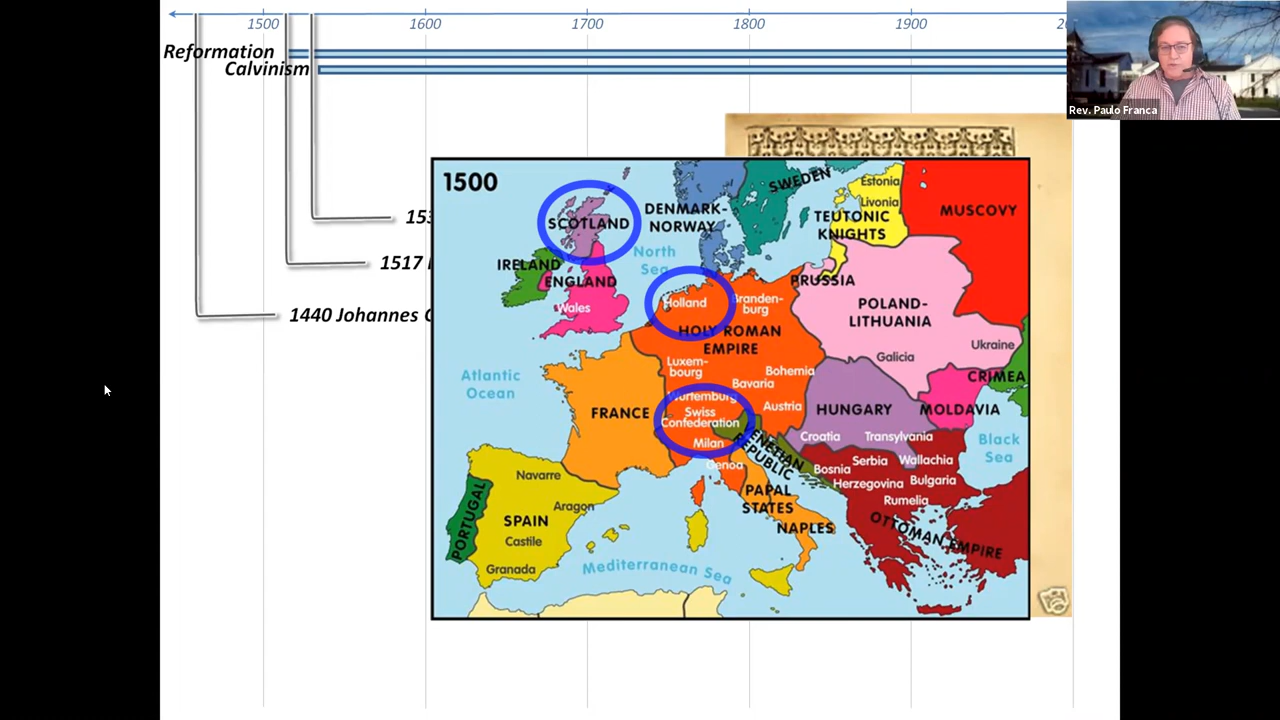 1500
1600
1700
1800
1900
Reformation
Calvinism
Rev. Paulo Franca
1500
SCOTLAND
IRELAND
ENGLAND
Wales
North
Sea
DENMARK-
NORWAY
SWEDEN
Estonia
Livonia
TEUTONIC
KNIGHTS
MUSCOVY
PRUSSIA
Holland
Branden-
burg
HOLY ROMAN
EMPIRE
POLAND-
LITHUANIA
Ukraine
Galicia
Luxem-
bourg
Bohemia
Bavaria
Wurtemburg
Swiss
Confederation
Austria
Milan
Genoa
VENETIAN
REPUBLIC
Atlantic
Ocean
FRANCE
HUNGARY
MOLDAVIA
CRIMEA
Croatia
Transylvania
Black
Sea
Bosnia
Serbia
Wallachia
Herzegovina
Bulgaria
Rumelia
OTTOMAN EMPIRE
PAPAL
STATES
NAPLES
Navarre
Aragon
PORTUGAL
SPAIN
Castile
Granada
Mediterranean Sea
153
1517
1440 Johannes